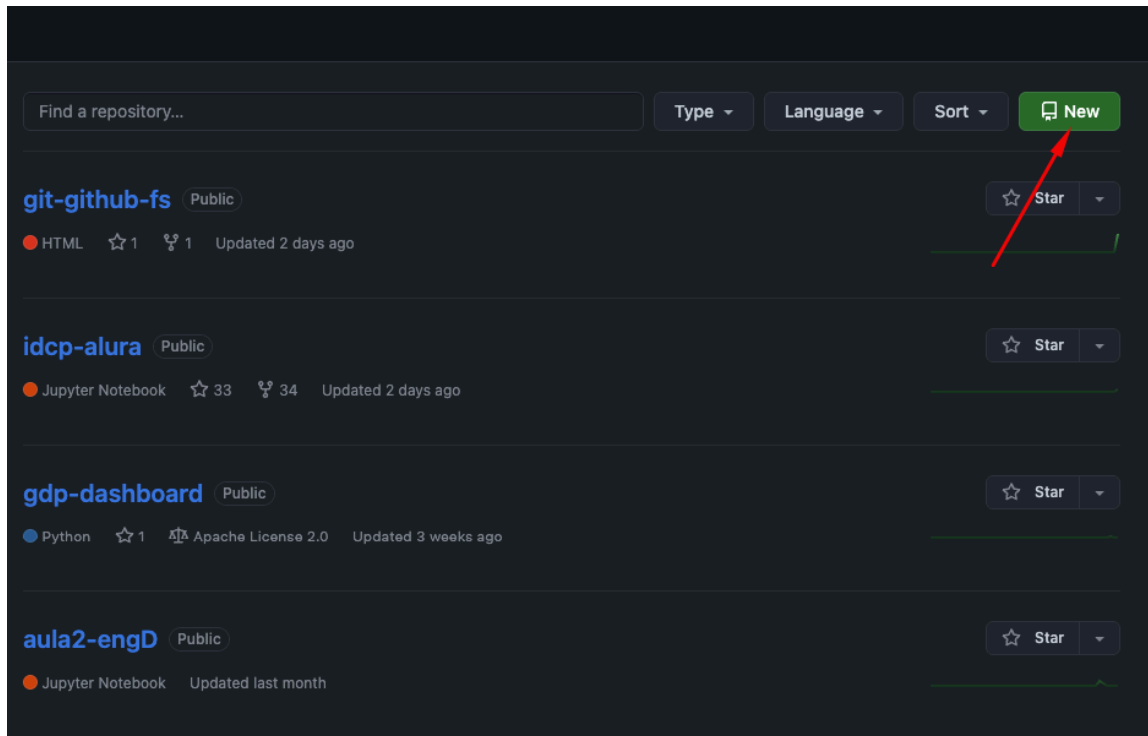 Find a repository...
Type
Language
Sort
New
git-github-fs Public
Star
HTML 1 1 Updated 2 days ago
idcp-alura Public
Star
Jupyter Notebook 33 34 Updated 2 days ago
gdp-dashboard Public
Star
Python 1 Apache License 2.0 Updated 3 weeks ago
aula2-engD Public
Star
Jupyter Notebook Updated last month